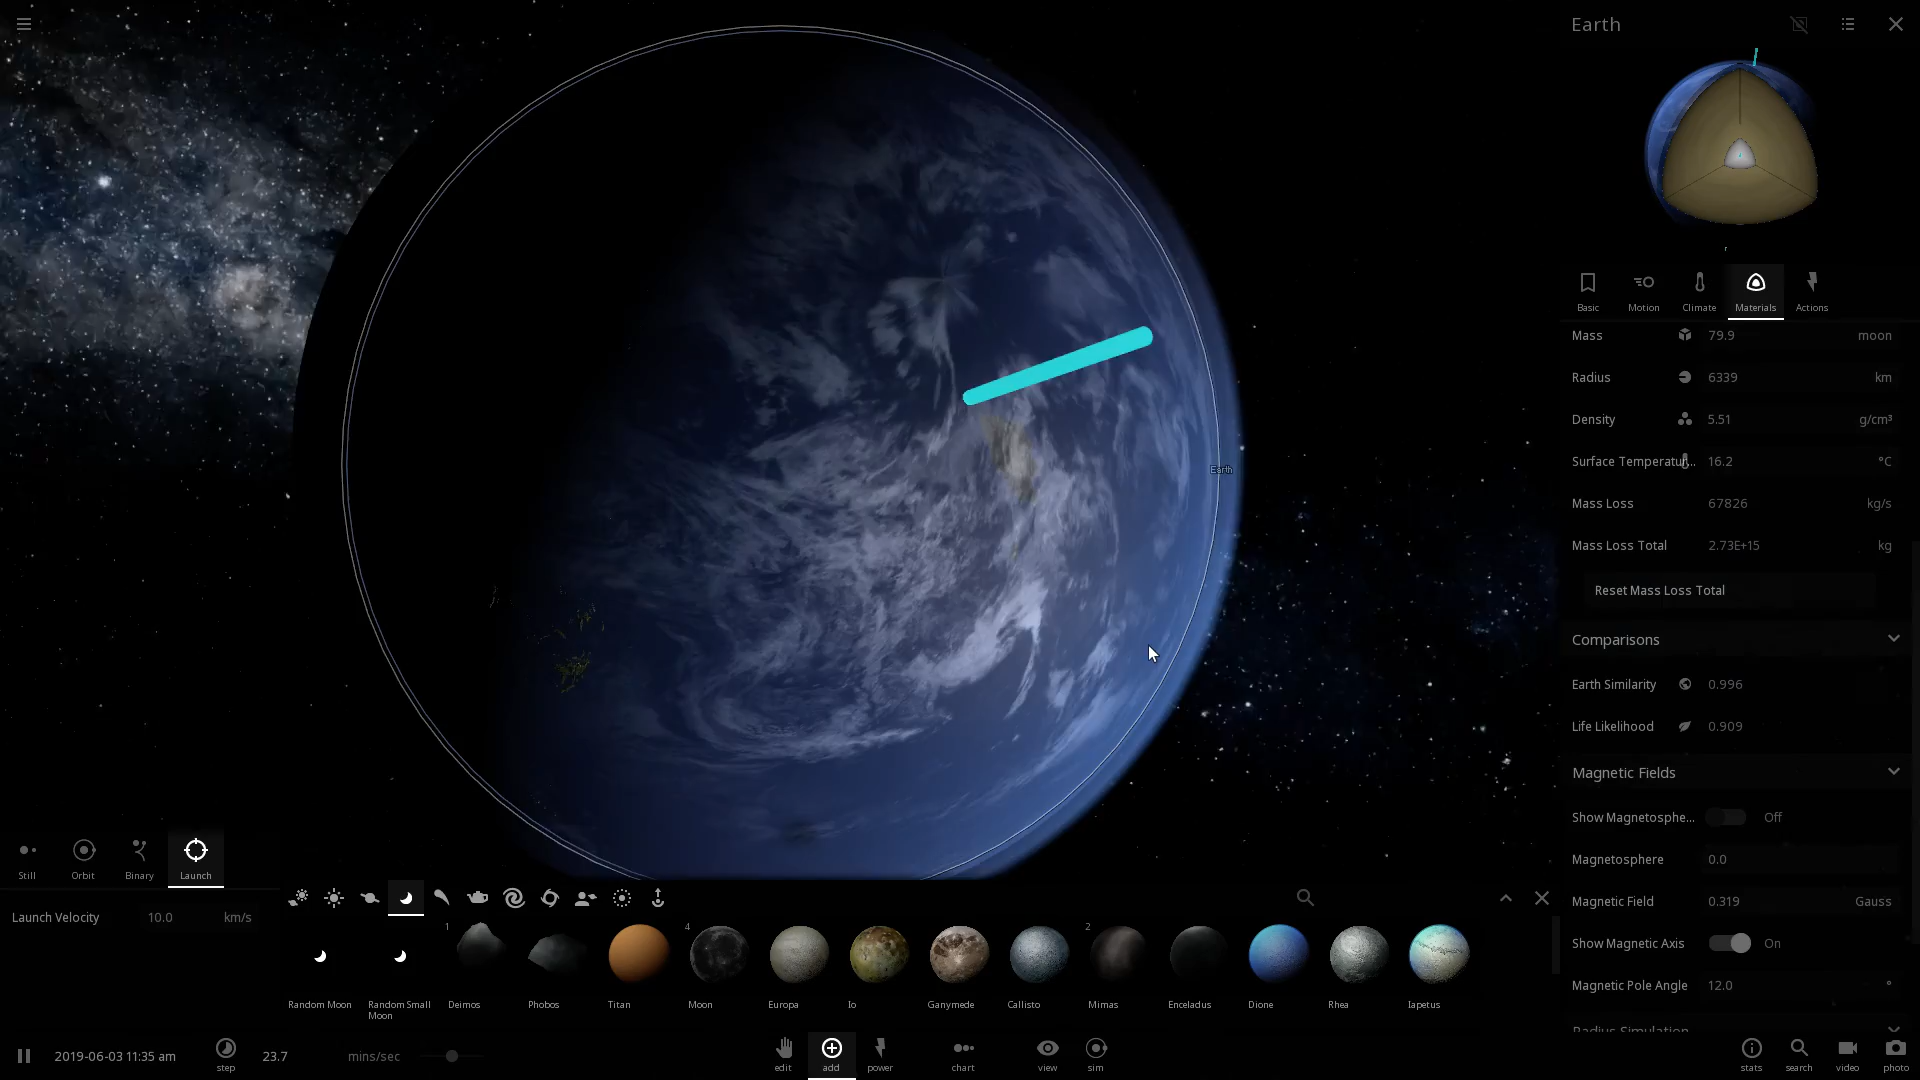 Earth
Basic Motion Climate Materials Actions
Mass 79.9 moon
Radius 6339 km
Density 5.51 g/cm³
Surface Temperatur... 16.2 °C
Earth
Mass Loss 67826 kg/s
Mass Loss Total 2.73E+15 kg
Reset Mass Loss Total
Comparisons
Earth Similarity 0.996
Life Likelihood 0.909
Magnetic Fields
Show Magnetosphe... Off
Magnetosphere 0.0
Magnetic Field 0.319 Gauss
Show Magnetic Axis On
Magnetic Pole Angle 12.0 °
Radius Simulation
Still Orbit Binary Launch
Launch Velocity 10.0 km/s
1 4 2
Random Moon Random Small Moon Deimos Phobos Titan Moon Europa Io Ganymede Callisto Mimas Enceladus Dione Rhea Iapetus
2019-06-03 11:35 am step 23.7 mins/sec edit add power chart view sim stats search video photo